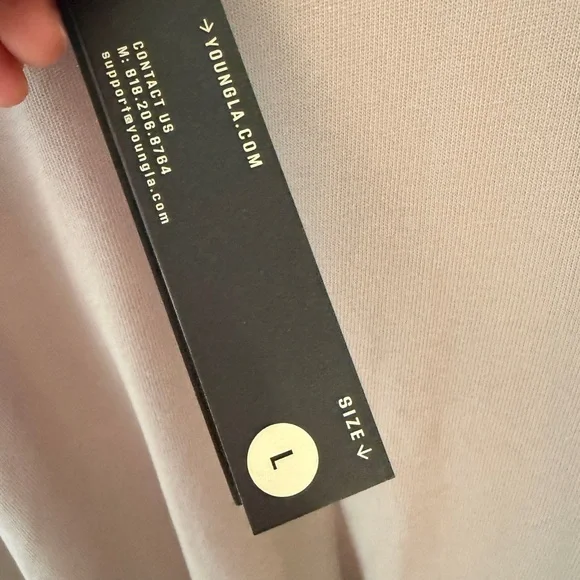 → YOUNGLA.COM
CONTACT US
M: 818.206.8764
support@youngla.com
SIZE ↓
L